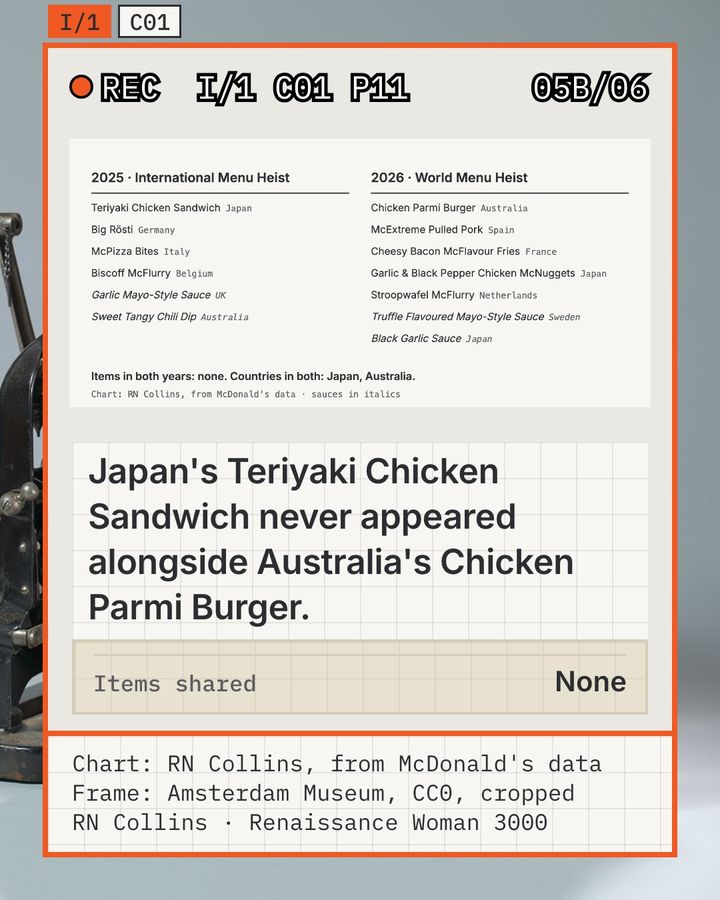 I/1 C01
REC I/1 C01 P11 05B/06
2025 · International Menu Heist
Teriyaki Chicken Sandwich Japan
Big Rösti Germany
McPizza Bites Italy
Biscoff McFlurry Belgium
Garlic Mayo-Style Sauce UK
Sweet Tangy Chili Dip Australia
2026 · World Menu Heist
Chicken Parmi Burger Australia
McExtreme Pulled Pork Spain
Cheesy Bacon McFlavour Fries France
Garlic & Black Pepper Chicken McNuggets Japan
Stroopwafel McFlurry Netherlands
Truffle Flavoured Mayo-Style Sauce Sweden
Black Garlic Sauce Japan
Items in both years: none. Countries in both: Japan, Australia.
Chart: RN Collins, from McDonald's data · sauces in italics
Japan's Teriyaki Chicken
Sandwich never appeared
alongside Australia's Chicken
Parmi Burger.
Items shared None
Chart: RN Collins, from McDonald's data
Frame: Amsterdam Museum, CC0, cropped
RN Collins · Renaissance Woman 3000